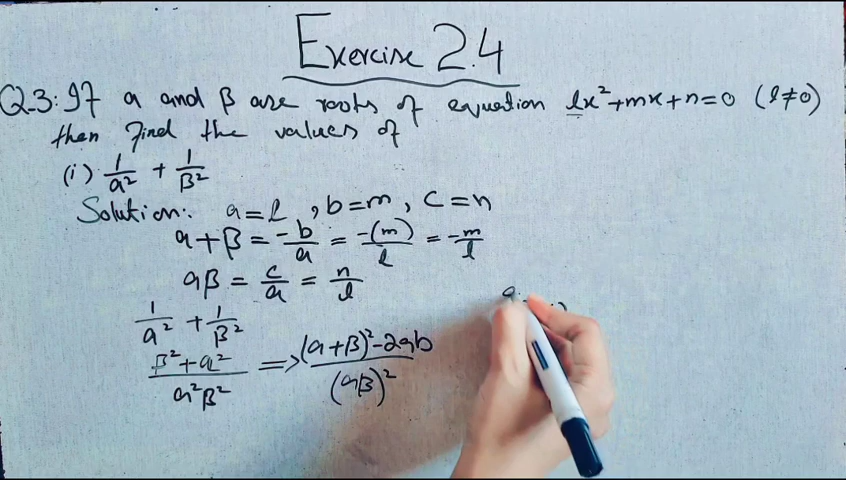 Exercise 2.4
Q.3: If α and β are roots of equation lx²+mx+n=0 (l≠0)
then find the values of
(i) 1/α² + 1/β²
Solution: a=l, b=m, c=n
α+β = -b/a = -(m)/l = -m/l
αβ = c/a = n/l
1/α² + 1/β²
β²+α²/α²β² => (α+β)²-2αb/(αβ)²